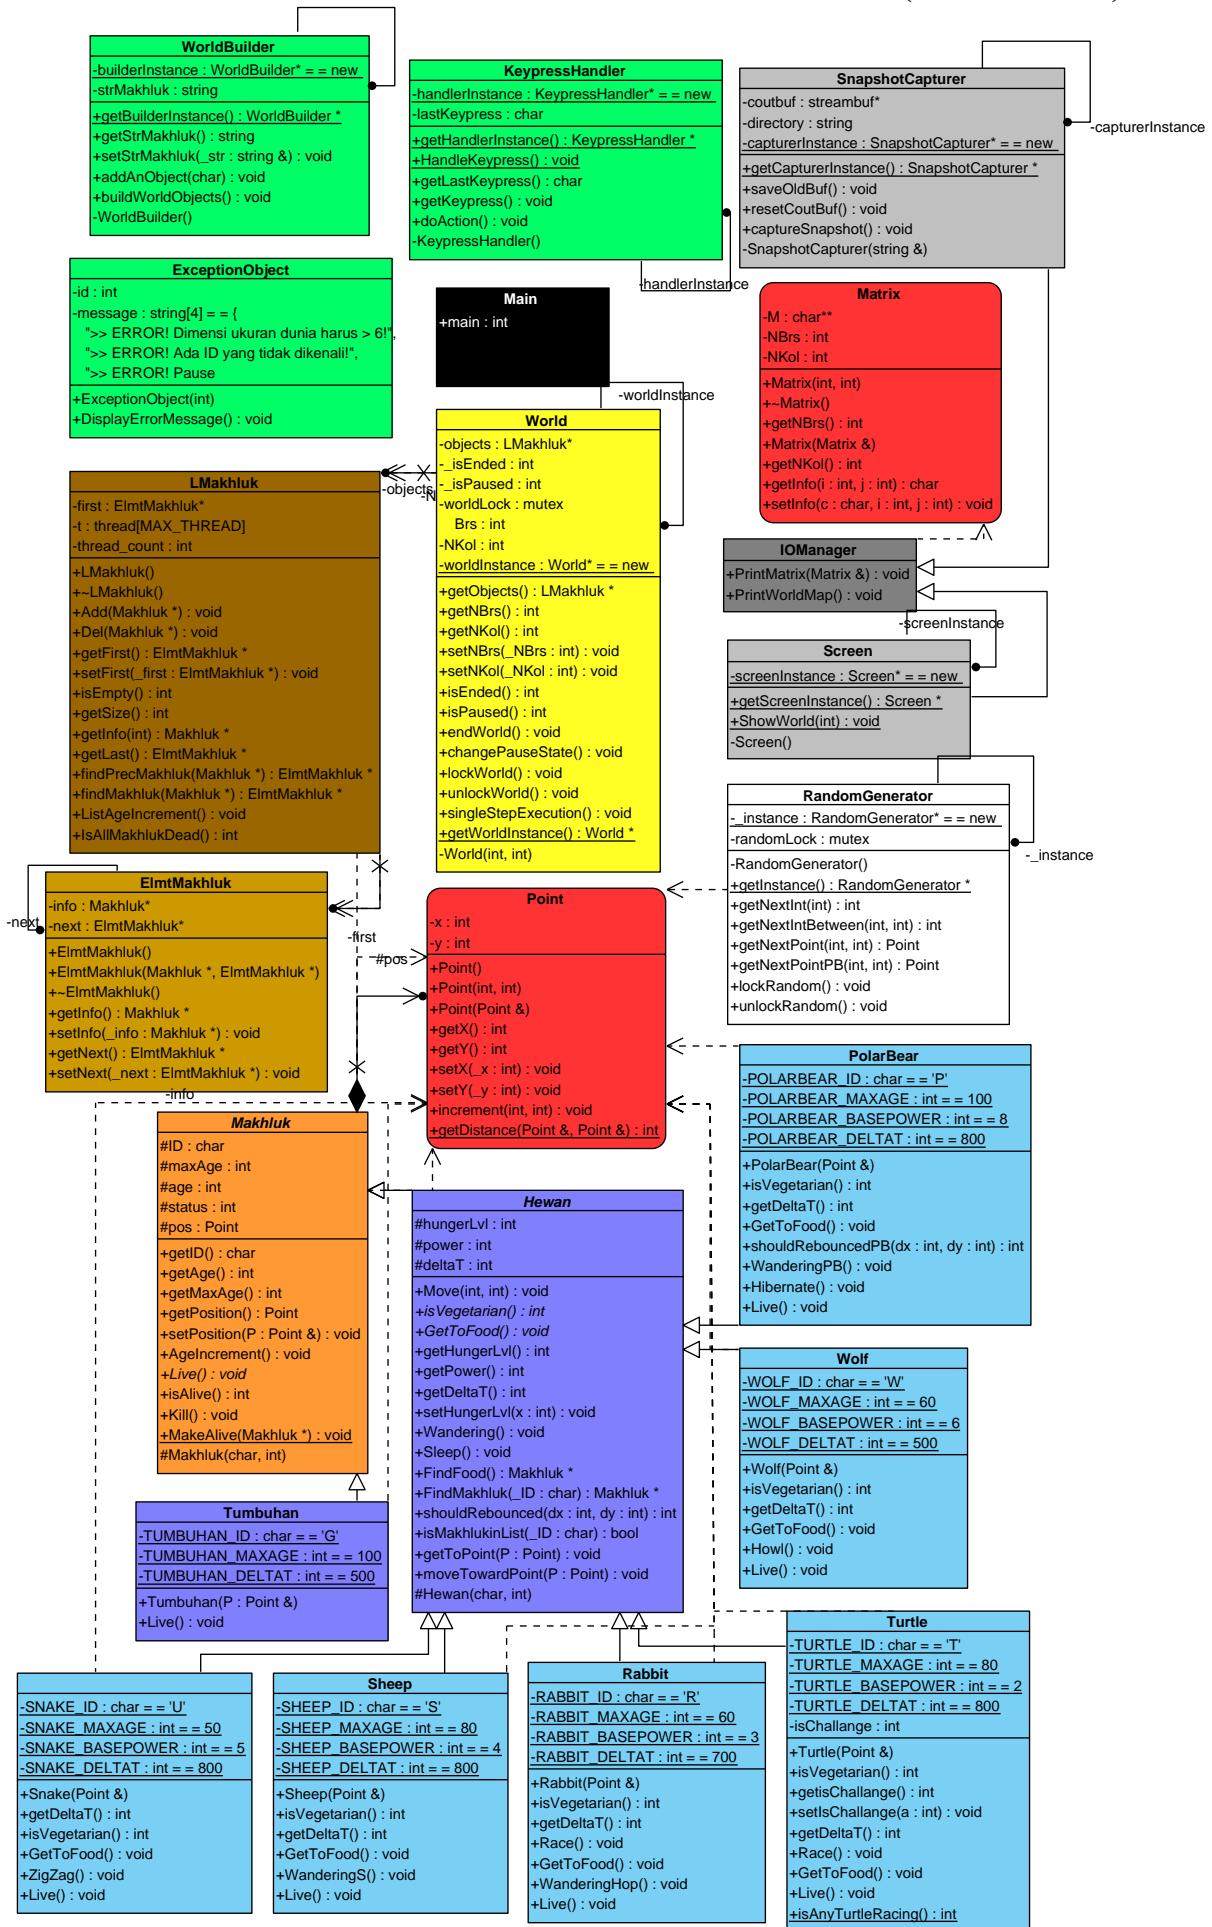 WorldBuilder
-builderInstance : WorldBuilder* = = new
-strMakhluk : string
+getBuilderInstance() : WorldBuilder *
+getStrMakhluk() : string
+setStrMakhluk(_str : string &) : void
+addAnObject(char) : void
+buildWorldObjects() : void
-WorldBuilder()
KeypressHandler
-handlerInstance : KeypressHandler* = = new
-lastKeypress : char
+getHandlerInstance() : KeypressHandler *
+HandleKeypress() : void
+getLastKeypress() : char
+getKeypress() : void
+doAction() : void
-KeypressHandler()
-handlerInstance
SnapshotCapturer
-coutbuf : streambuf*
-directory : string
-capturerInstance : SnapshotCapturer* = = new
+getCapturerInstance() : SnapshotCapturer *
+saveOldBuf() : void
+resetCoutBuf() : void
+captureSnapshot() : void
-SnapshotCapturer(string &)
-capturerInstance
ExceptionObject
-id : int
-message : string[4] = = {
">> ERROR! Dimensi ukuran dunia harus > 6!",
">> ERROR! Ada ID yang tidak dikenali!",
">> ERROR! Pause
+ExceptionObject(int)
+DisplayErrorMessage() : void
Main
+main : int
-worldInstance
Matrix
-M : char**
-NBrs : int
-NKol : int
+Matrix(int, int)
+~Matrix()
+getNBrs() : int
+Matrix(Matrix &)
+getNKol() : int
+getInfo(i : int, j : int) : char
+setInfo(c : char, i : int, j : int) : void
World
-objects : LMakhluk*
-_isEnded : int
-_isPaused : int
-worldLock : mutex
Brs : int
-NKol : int
-worldInstance : World* = = new
+getObjects() : LMakhluk *
+getNBrs() : int
+getNKol() : int
+setNBrs(_NBrs : int) : void
+setNKol(_NKol : int) : void
+isEnded() : int
+isPaused() : int
+endWorld() : void
+changePauseState() : void
+lockWorld() : void
+unlockWorld() : void
+singleStepExecution() : void
+getWorldInstance() : World *
-World(int, int)
-objects
-N
LMakhluk
-first : ElmtMakhluk*
-t : thread[MAX_THREAD]
-thread_count : int
+LMakhluk()
+~LMakhluk()
+Add(Makhluk *) : void
+Del(Makhluk *) : void
+getFirst() : ElmtMakhluk *
+setFirst(_first : ElmtMakhluk *) : void
+isEmpty() : int
+getSize() : int
+getInfo(int) : Makhluk *
+getLast() : ElmtMakhluk *
+findPrecMakhluk(Makhluk *) : ElmtMakhluk *
+findMakhluk(Makhluk *) : ElmtMakhluk *
+ListAgeIncrement() : void
+IsAllMakhlukDead() : int
IOManager
+PrintMatrix(Matrix &) : void
+PrintWorldMap() : void
-screenInstance
Screen
-screenInstance : Screen* = = new
+getScreenInstance() : Screen *
+ShowWorld(int) : void
-Screen()
RandomGenerator
-_instance : RandomGenerator* = = new
-randomLock : mutex
-RandomGenerator()
+getInstance() : RandomGenerator *
+getNextInt(int) : int
+getNextIntBetween(int, int) : int
+getNextPoint(int, int) : Point
+getNextPointPB(int, int) : Point
+lockRandom() : void
+unlockRandom() : void
-_instance
ElmtMakhluk
-info : Makhluk*
-next : ElmtMakhluk*
+ElmtMakhluk()
+ElmtMakhluk(Makhluk *, ElmtMakhluk *)
+~ElmtMakhluk()
+getInfo() : Makhluk *
+setInfo(_info : Makhluk *) : void
+getNext() : ElmtMakhluk *
+setNext(_next : ElmtMakhluk *) : void
-next
-first
#pos
-info
Point
-x : int
-y : int
+Point()
+Point(int, int)
+Point(Point &)
+getX() : int
+getY() : int
+setX(_x : int) : void
+setY(_y : int) : void
+increment(int, int) : void
+getDistance(Point &, Point &) : int
PolarBear
-POLARBEAR_ID : char = = 'P'
-POLARBEAR_MAXAGE : int = = 100
-POLARBEAR_BASEPOWER : int = = 8
-POLARBEAR_DELTAT : int = = 800
+PolarBear(Point &)
+isVegetarian() : int
+getDeltaT() : int
+GetToFood() : void
+shouldReboundcedPB(dx : int, dy : int) : int
+WanderingPB() : void
+Hibernate() : void
+Live() : void
Makhluk
#ID : char
#maxAge : int
#age : int
#status : int
#pos : Point
+getID() : char
+getAge() : int
+getMaxAge() : int
+getPosition() : Point
+setPosition(P : Point &) : void
+AgeIncrement() : void
+Live() : void
+isAlive() : int
+Kill() : void
+MakeAlive(Makhluk *) : void
#Makhluk(char, int)
Hewan
#hungerLvl : int
#power : int
#deltaT : int
+Move(int, int) : void
+isVegetarian() : int
+GetToFood() : void
+getHungerLvl() : int
+getPower() : int
+getDeltaT() : int
+setHungerLvl(x : int) : void
+Wandering() : void
+Sleep() : void
+FindFood() : Makhluk *
+FindMakhluk(_ID : char) : Makhluk *
+shouldRebounced(dx : int, dy : int) : int
+isMakhlukinList(_ID : char) : bool
+getToPoint(P : Point) : void
+moveTowardPoint(P : Point) : void
#Hewan(char, int)
Wolf
-WOLF_ID : char = = 'W'
-WOLF_MAXAGE : int = = 60
-WOLF_BASEPOWER : int = = 6
-WOLF_DELTAT : int = = 500
+Wolf(Point &)
+isVegetarian() : int
+getDeltaT() : int
+GetToFood() : void
+Howl() : void
+Live() : void
Tumbuhan
-TUMBUHAN_ID : char = = 'G'
-TUMBUHAN_MAXAGE : int = = 100
-TUMBUHAN_DELTAT : int = = 500
+Tumbuhan(P : Point &)
+Live() : void
-SNAKE_ID : char = = 'U'
-SNAKE_MAXAGE : int = = 50
-SNAKE_BASEPOWER : int = = 5
-SNAKE_DELTAT : int = = 800
+Snake(Point &)
+getDeltaT() : int
+isVegetarian() : int
+GetToFood() : void
+ZigZag() : void
+Live() : void
Sheep
-SHEEP_ID : char = = 'S'
-SHEEP_MAXAGE : int = = 80
-SHEEP_BASEPOWER : int = = 4
-SHEEP_DELTAT : int = = 800
+Sheep(Point &)
+isVegetarian() : int
+getDeltaT() : int
+GetToFood() : void
+WanderingS() : void
+Live() : void
Rabbit
-RABBIT_ID : char = = 'R'
-RABBIT_MAXAGE : int = = 60
-RABBIT_BASEPOWER : int = = 3
-RABBIT_DELTAT : int = = 700
+Rabbit(Point &)
+isVegetarian() : int
+getDeltaT() : int
+Race() : void
+GetToFood() : void
+WanderingHop() : void
+Live() : void
Turtle
-TURTLE_ID : char = = 'T'
-TURTLE_MAXAGE : int = = 80
-TURTLE_BASEPOWER : int = = 2
-TURTLE_DELTAT : int = = 800
-isChallange : int
+Turtle(Point &)
+isVegetarian() : int
+getisChallange() : int
+setIsChallange(a : int) : void
+getDeltaT() : int
+Race() : void
+GetToFood() : void
+Live() : void
+isAnyTurtleRacing() : int